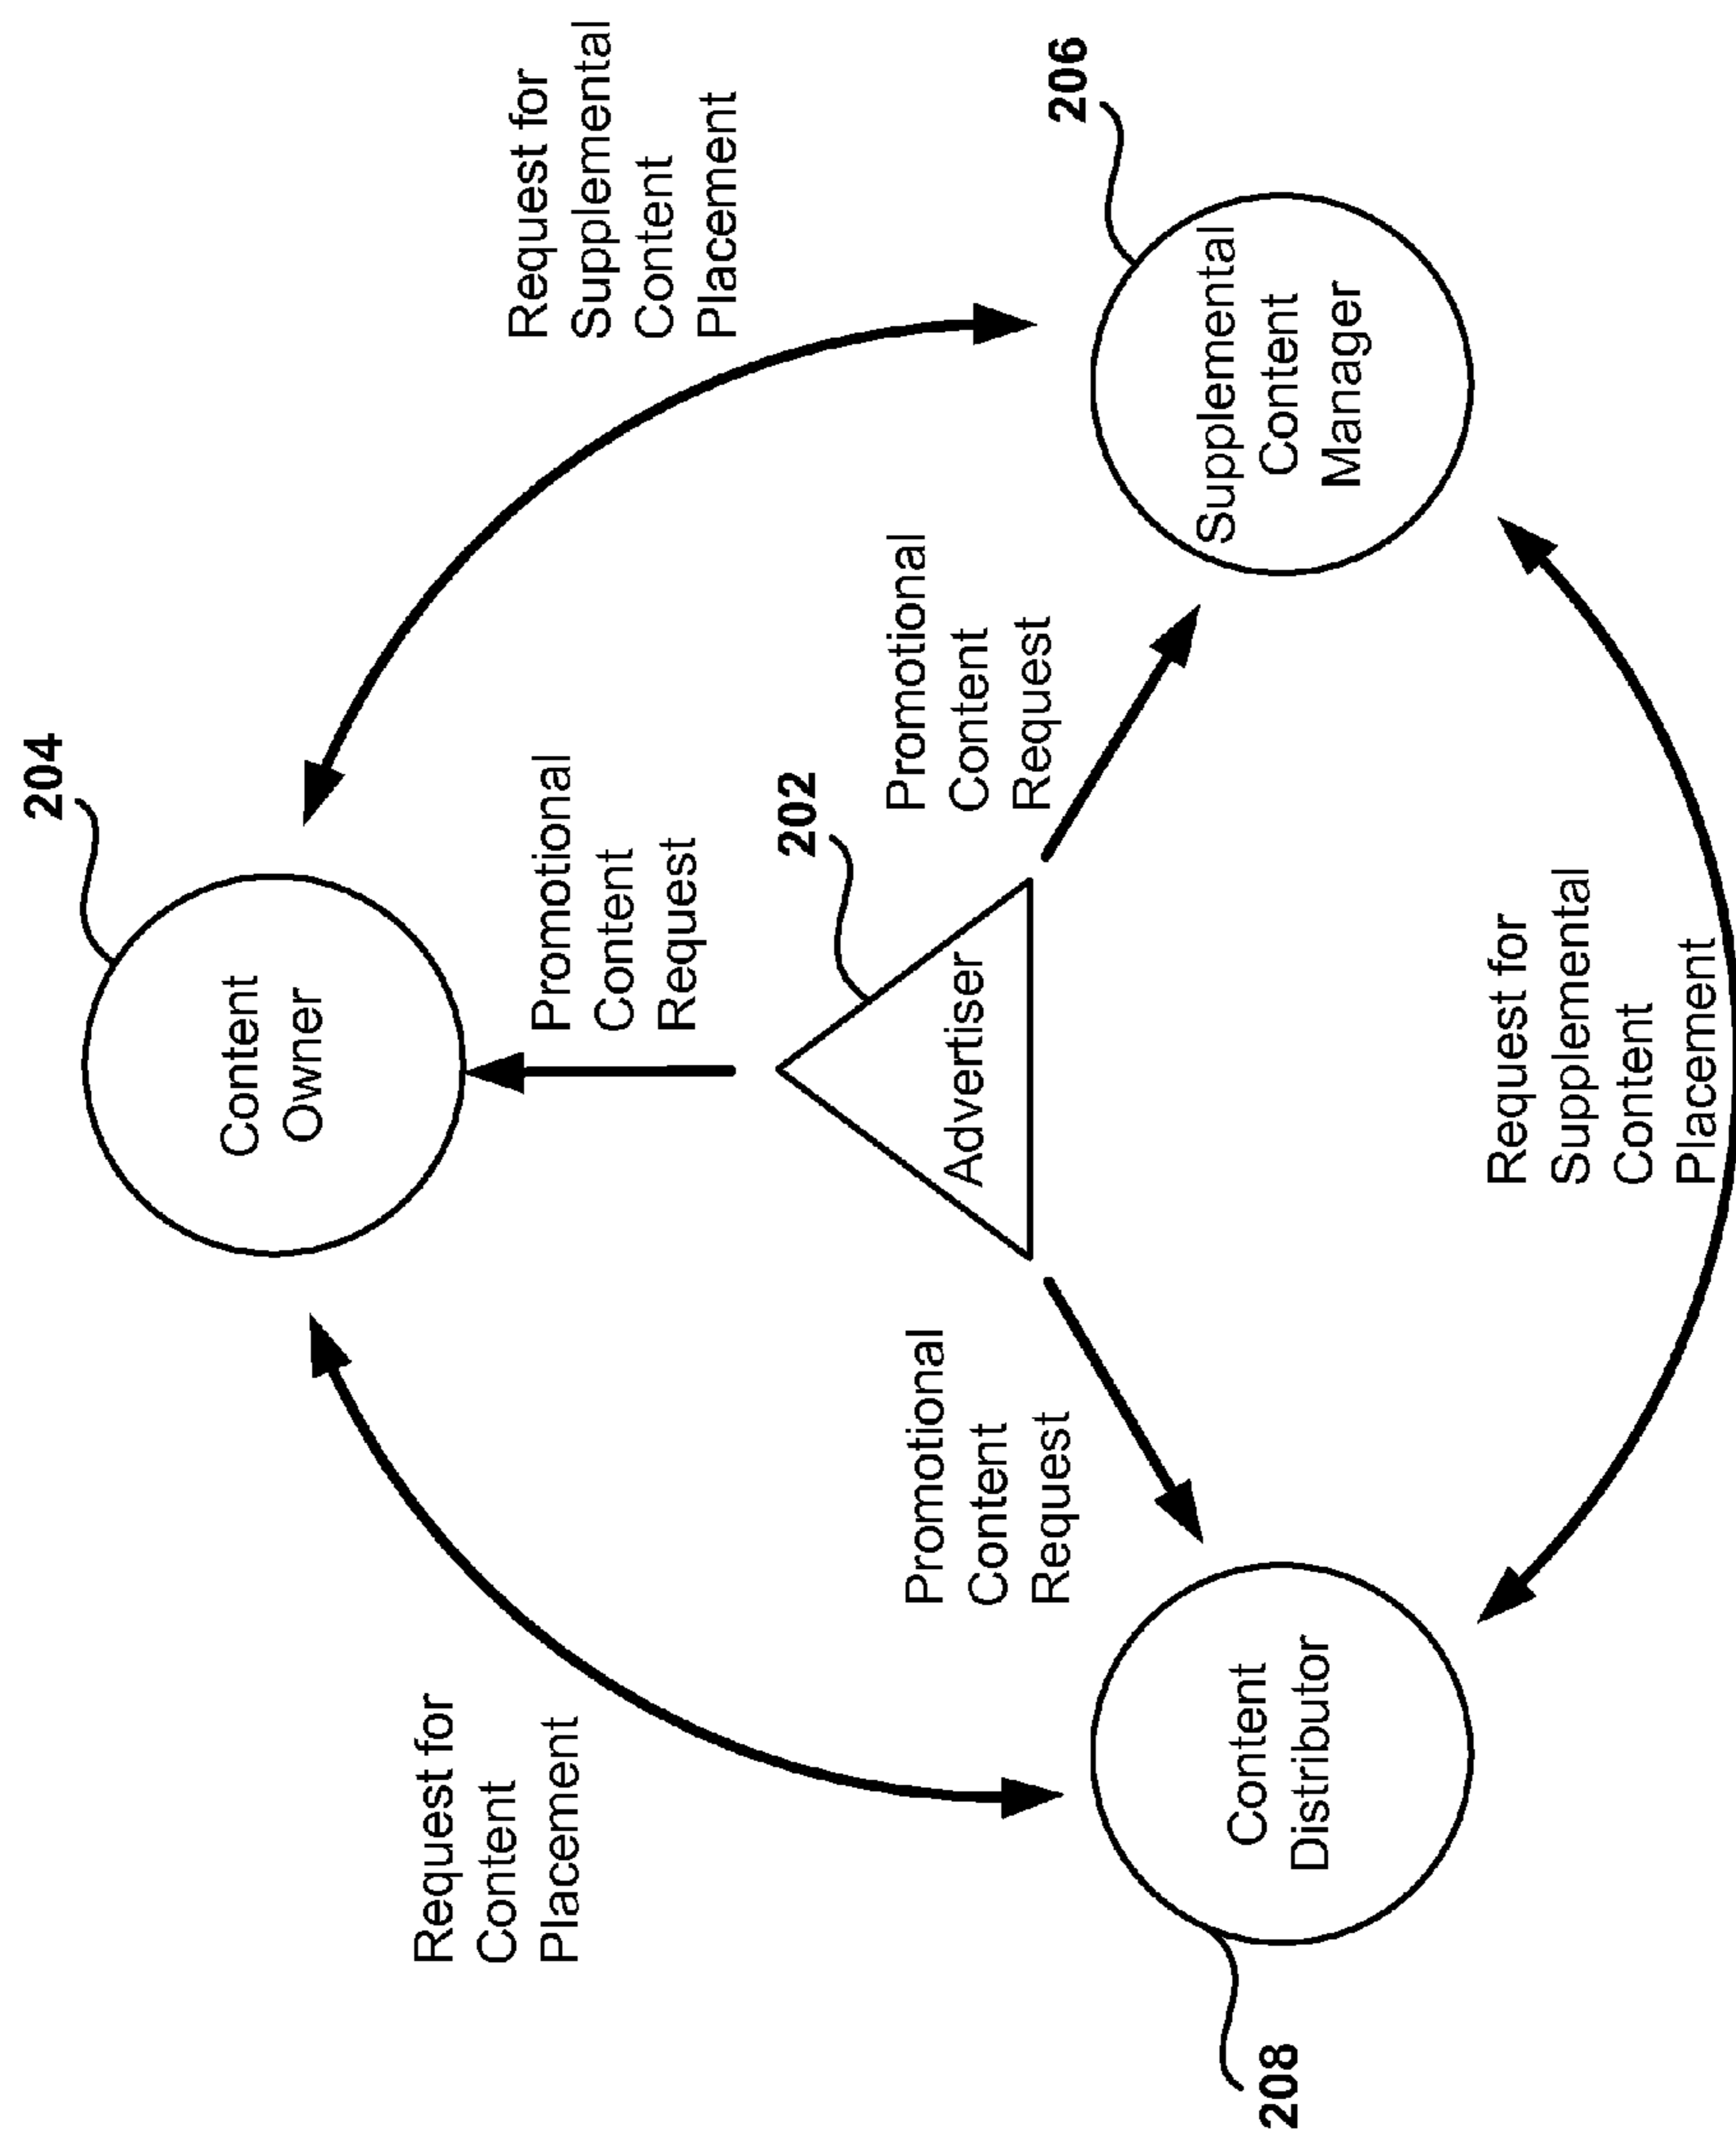 204
Content
Owner
Request for
Content
Placement
Request for
Supplemental
Content
Placement
Promotional
Content
Request
202
Advertiser
Promotional
Content
Request
Promotional
Content
Request
206
Supplemental
Content
Manager
208
Content
Distributor
Request for
Supplemental
Content
Placement